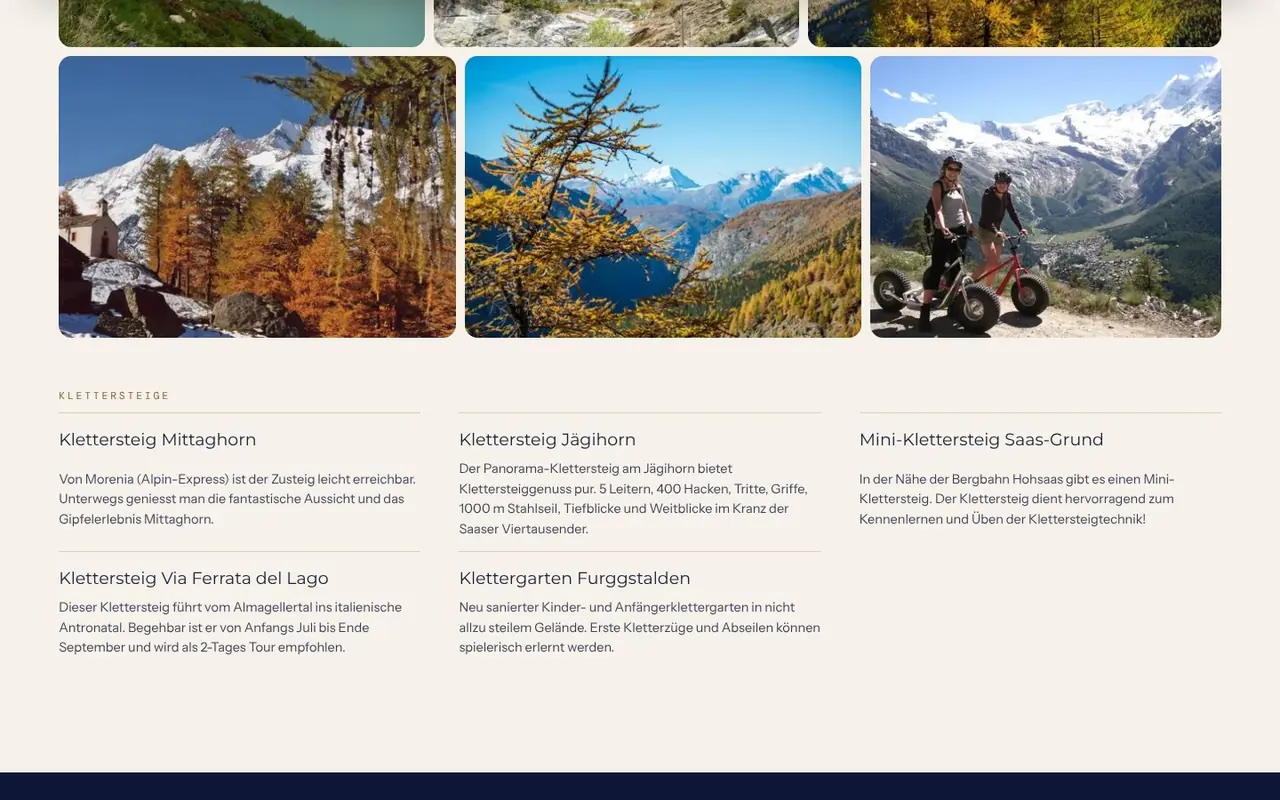 KLETTERSTEIGE
Klettersteig Mittaghorn
Von Morenia (Alpin-Express) ist der Zusteig leicht erreichbar.
Unterwegs geniesst man die fantastische Aussicht und das
Gipfelerlebnis Mittaghorn.
Klettersteig Jägihorn
Der Panorama-Klettersteig am Jägihorn bietet
Klettersteiggenuss pur. 5 Leitern, 400 Hacken, Tritte, Griffe,
1000 m Stahlseil, Tiefblicke und Weitblicke im Kranz der
Saaser Viertausender.
Mini-Klettersteig Saas-Grund
In der Nähe der Bergbahn Hohsaas gibt es einen Mini-
Klettersteig. Der Klettersteig dient hervorragend zum
Kennenlernen und Üben der Klettersteigtechnik!
Klettersteig Via Ferrata del Lago
Dieser Klettersteig führt vom Almagellertal ins italienische
Antronatal. Begehbar ist er von Anfangs Juli bis Ende
September und wird als 2-Tages Tour empfohlen.
Klettergarten Furggstalden
Neu sanierter Kinder- und Anfängerklettergarten in nicht
allzu steilem Gelände. Erste Kletterzüge und Abseilen können
spielerisch erlernt werden.